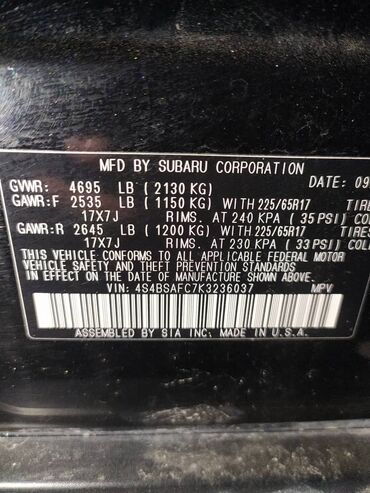 MFD BY SUBARU CORPORATION
GVWR: 4695 LB ( 2130 KG) DATE: 09
GAWR:F 2535 LB ( 1150 KG) WITH 225/65R17 TIRE
17X7J RIMS. AT 240 KPA ( 35 PSI)
GAWR:R 2645 LB ( 1200 KG) WITH 225/65R17 TIRE
17X7J RIMS. AT 230 KPA ( 33 PSI)
THIS VEHICLE CONFORMS TO ALL APPLICABLE FEDERAL MOTOR
VEHICLE SAFETY AND THEFT PREVENTION STANDARDS
IN EFFECT ON THE DATE OF MANUFACTURE SHOWN ABOVE.
VIN: 4S4BSAFC7K3236037 MPV
ASSEMBLED BY SIA INC, MADE IN U.S.A.